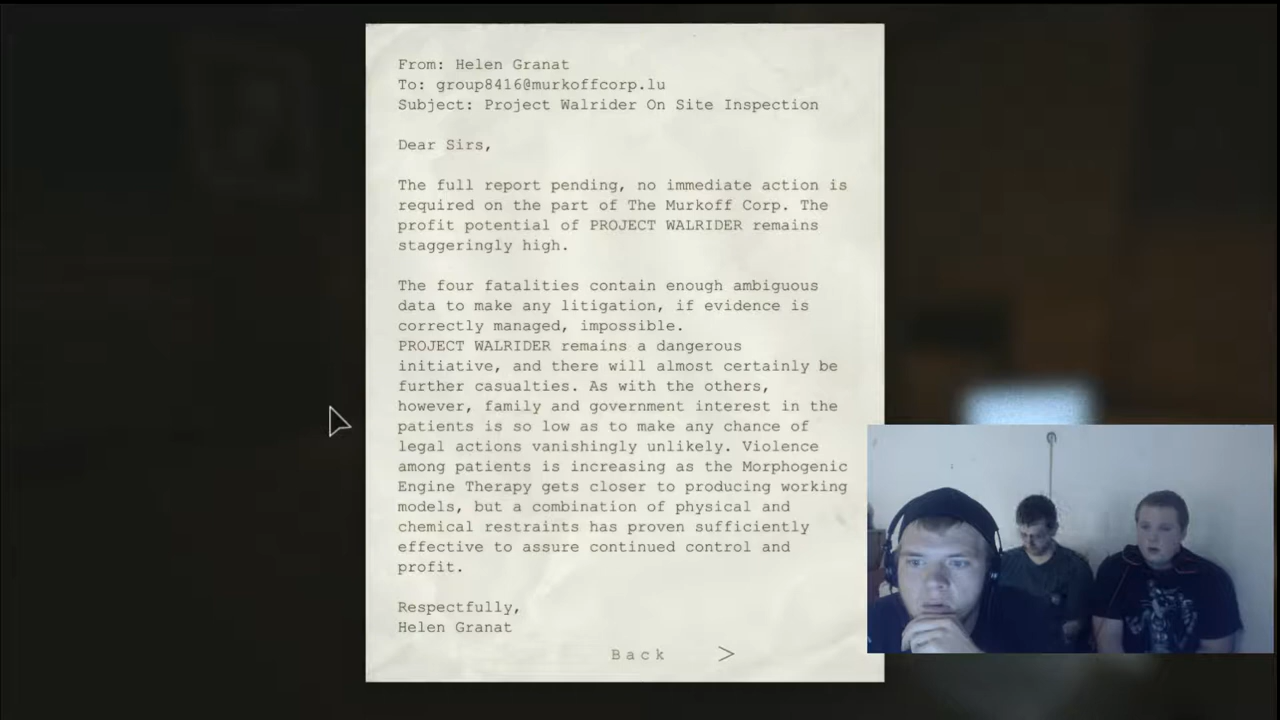 From: Helen Granat
To: group8416@murkoffcorp.lu
Subject: Project Walrider On Site Inspection
Dear Sirs,
The full report pending, no immediate action is
required on the part of The Murkoff Corp. The
profit potential of PROJECT WALRIDER remains
staggeringly high.
The four fatalities contain enough ambiguous
data to make any litigation, if evidence is
correctly managed, impossible.
PROJECT WALRIDER remains a dangerous
initiative, and there will almost certainly be
further casualties. As with the others,
however, family and government interest in the
patients is so low as to make any chance of
legal actions vanishingly unlikely. Violence
among patients is increasing as the Morphogenic
Engine Therapy gets closer to producing working
models, but a combination of physical and
chemical restraints has proven sufficiently
effective to assure continued control and
profit.
Respectfully,
Helen Granat
Back >